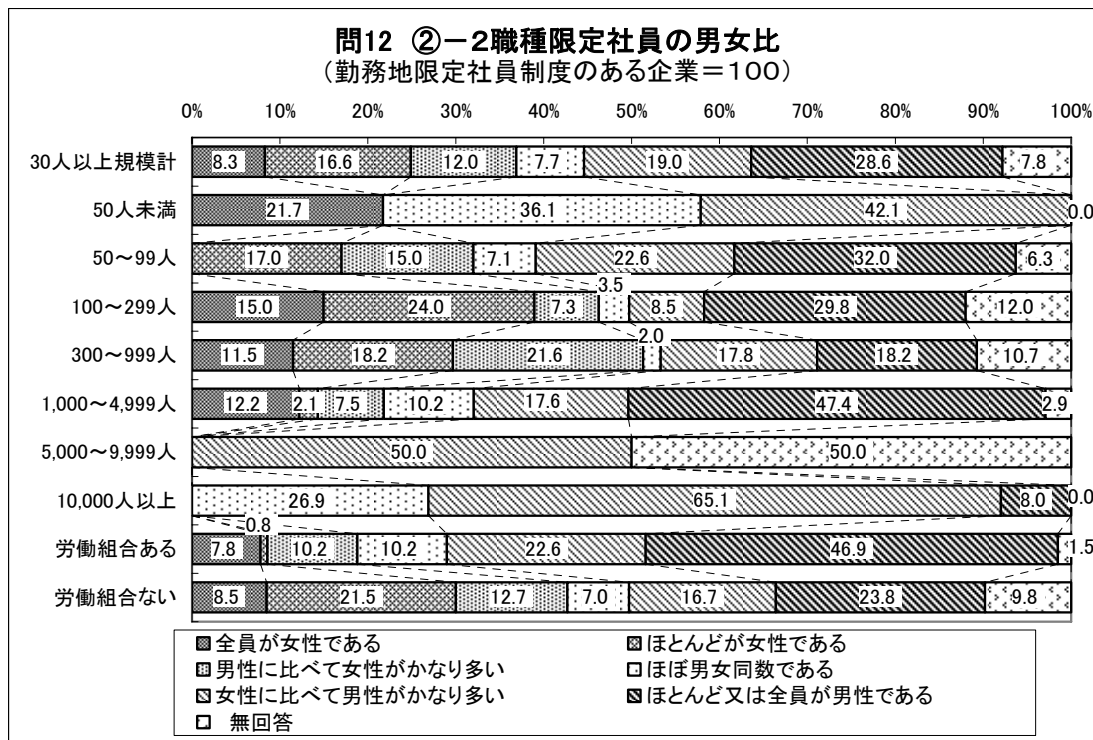 問12 ②－2職種限定社員の男女比
（勤務地限定社員制度のある企業＝100）
0% 10% 20% 30% 40% 50% 60% 70% 80% 90% 100%
30人以上規模計 8.3 16.6 12.0 7.7 19.0 28.6 7.8
50人未満 21.7 36.1 42.1 0.0
50～99人 17.0 15.0 7.1 22.6 32.0 6.3
100～299人 15.0 24.0 7.3 3.5 8.5 29.8 12.0
300～999人 11.5 18.2 21.6 2.0 17.8 18.2 10.7
1,000～4,999人 12.2 2.1 7.5 10.2 17.6 47.4 2.9
5,000～9,999人 50.0 50.0
10,000人以上 26.9 65.1 8.0 0.0
労働組合ある 7.8 0.8 10.2 10.2 22.6 46.9 1.5
労働組合ない 8.5 21.5 12.7 7.0 16.7 23.8 9.8
全員が女性である ほとんどが女性である
男性に比べて女性がかなり多い ほぼ男女同数である
女性に比べて男性がかなり多い ほとんど又は全員が男性である
無回答